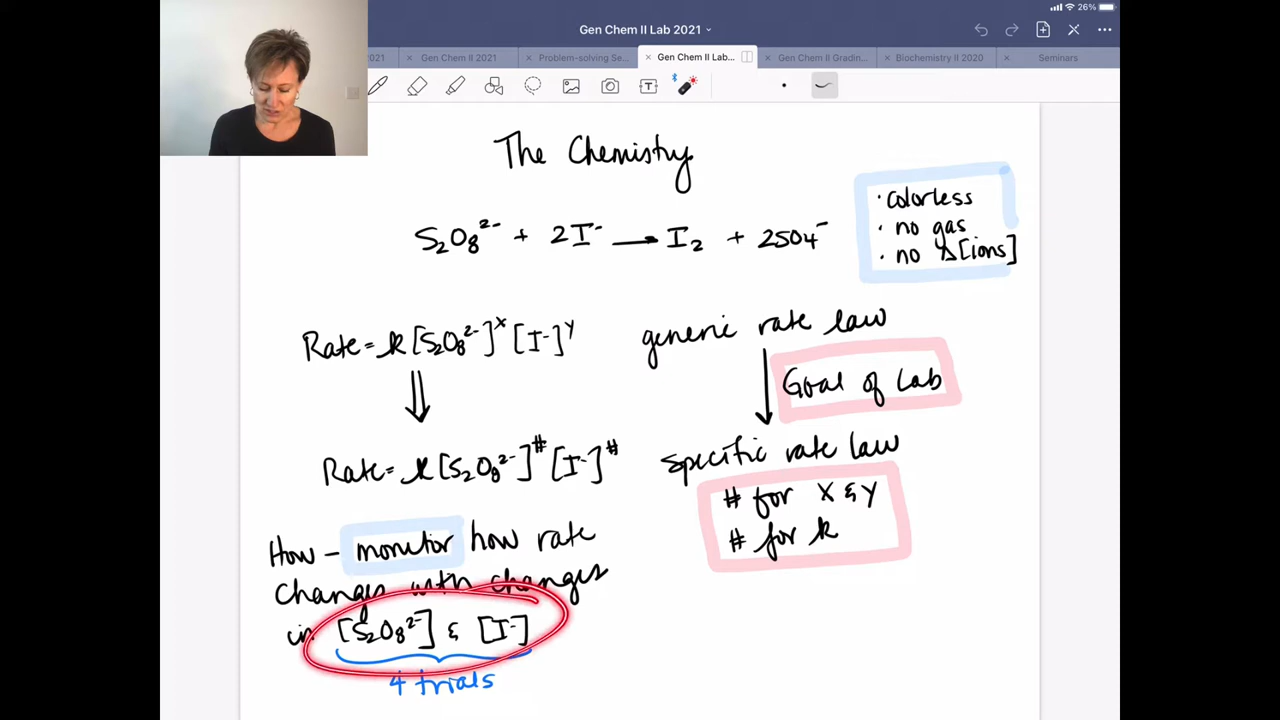 26%
Gen Chem II Lab 2021
2021
Gen Chem II 2021
Problem-solving Se...
Gen Chem II Lab...
Gen Chem II Gradin...
Biochemistry II 2020
Seminars
The Chemistry
S₂O₈²⁻ + 2I⁻ → I₂ + 2SO₄⁻
· colorless
· no gas
· no Δ[ions]
Rate = k[S₂O₈²⁻]ˣ[I⁻]ʸ
generic rate law
Goal of Lab
Rate = k[S₂O₈²⁻]^#[I⁻]^#
specific rate law
# for X & Y
# for k
How – monitor how rate
changes with changes
in [S₂O₈²⁻] & [I⁻]
4 trials